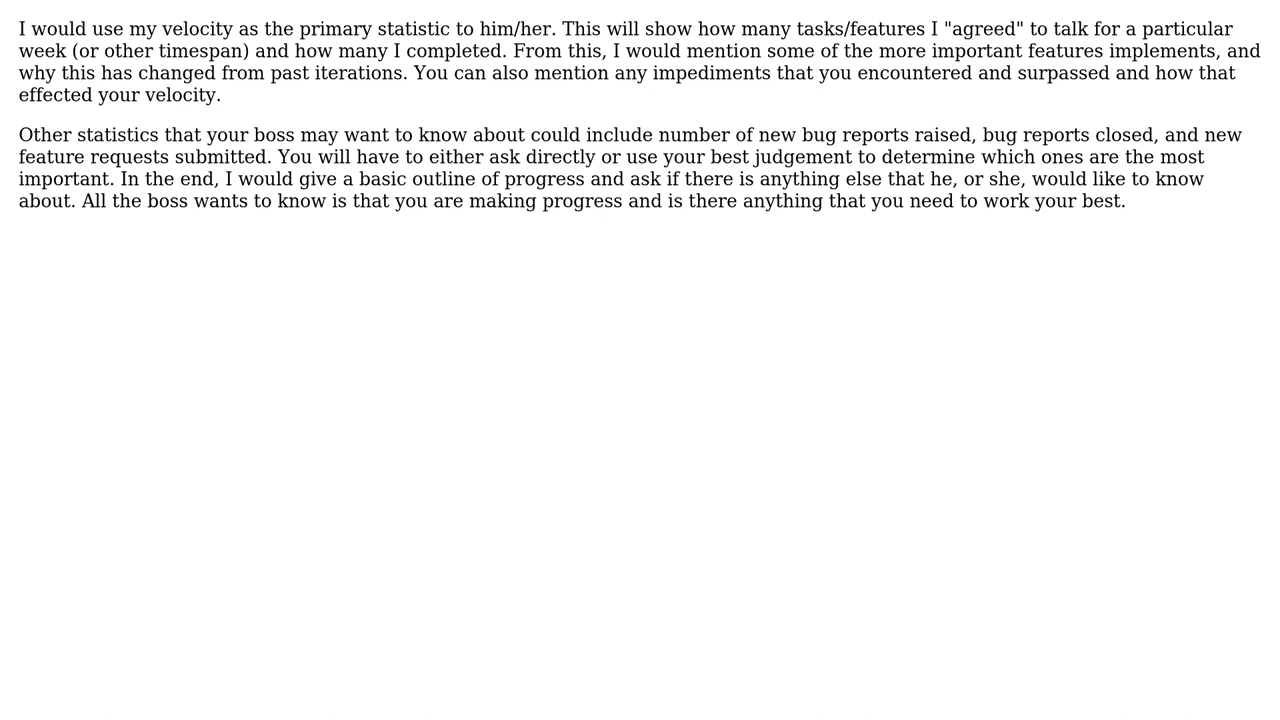 I would use my velocity as the primary statistic to him/her. This will show how many tasks/features I "agreed" to talk for a particular
week (or other timespan) and how many I completed. From this, I would mention some of the more important features implements, and
why this has changed from past iterations. You can also mention any impediments that you encountered and surpassed and how that
effected your velocity.
Other statistics that your boss may want to know about could include number of new bug reports raised, bug reports closed, and new
feature requests submitted. You will have to either ask directly or use your best judgement to determine which ones are the most
important. In the end, I would give a basic outline of progress and ask if there is anything else that he, or she, would like to know
about. All the boss wants to know is that you are making progress and is there anything that you need to work your best.